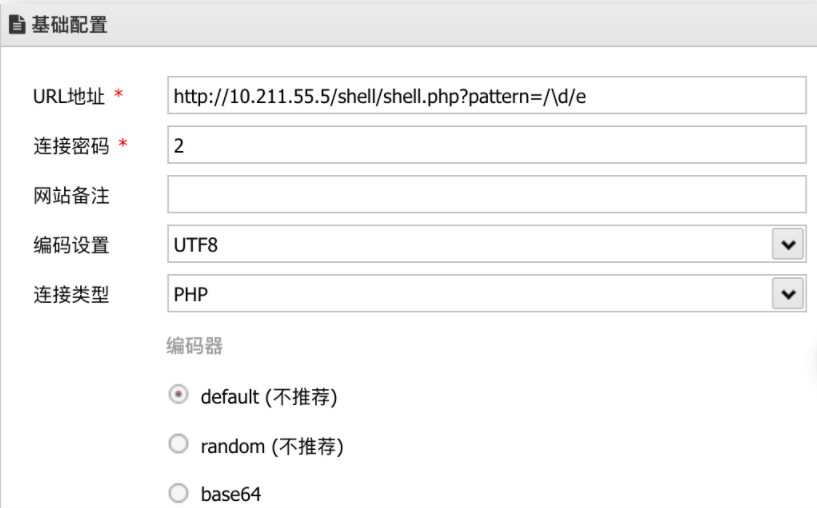 基础配置
URL地址 * http://10.211.55.5/shell/shell.php?pattern=/\d/e
连接密码 * 2
网站备注
编码设置 UTF8
连接类型 PHP
编码器
default (不推荐)
random (不推荐)
base64